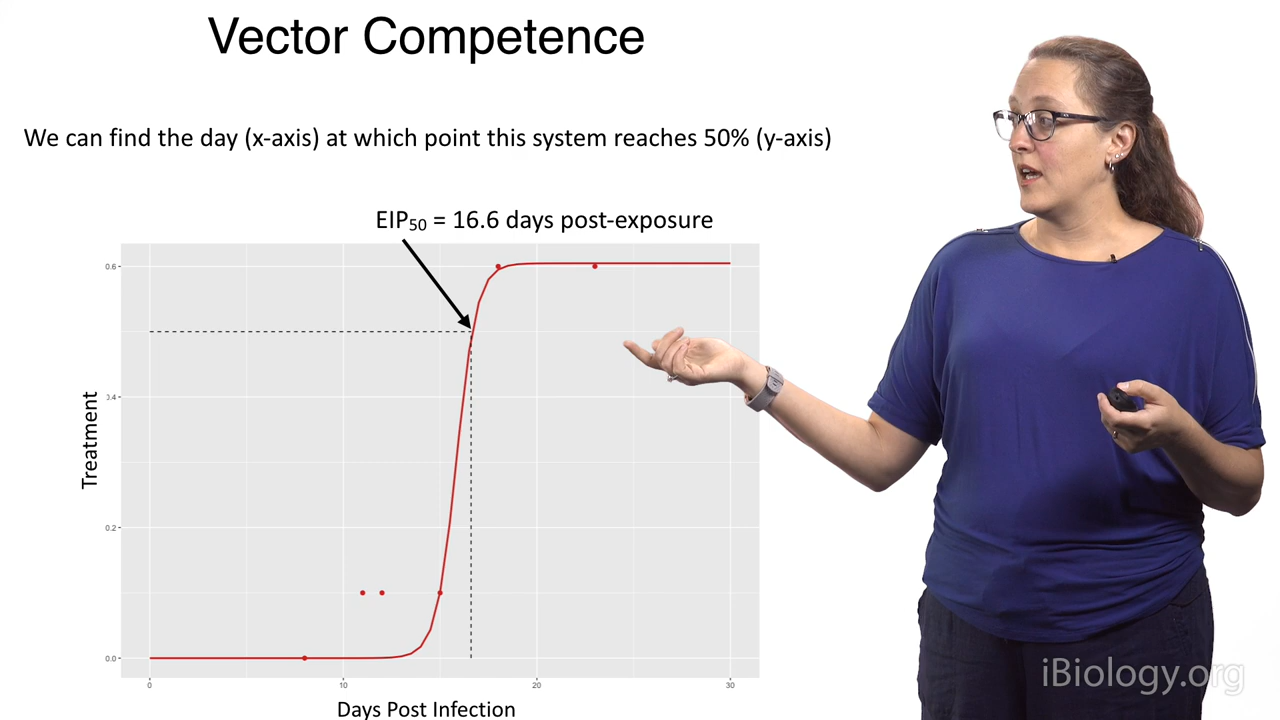 Vector Competence
We can find the day (x-axis) at which point this system reaches 50% (y-axis)
EIP50 = 16.6 days post-exposure
0.6
0.4
0.2
0.0
Treatment
0
10
20
30
Days Post Infection
iBiology.org